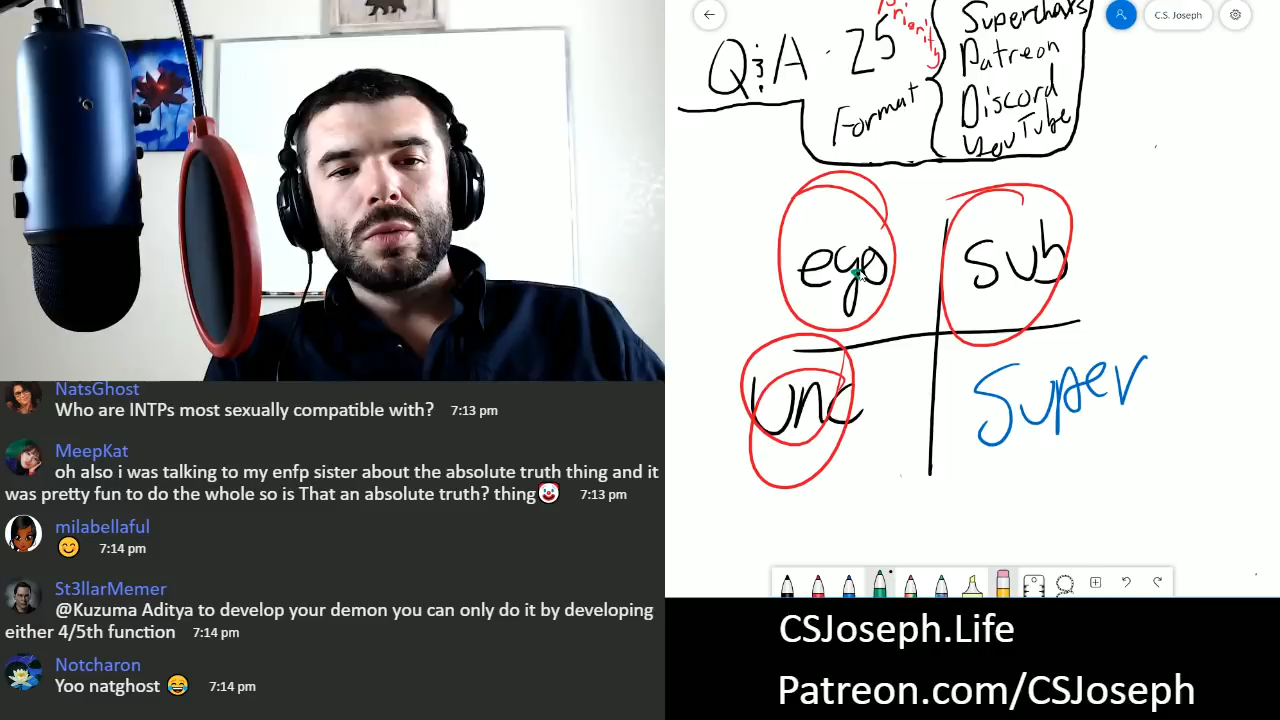 NatsGhost
Who are INTPs most sexually compatible with? 7:13 pm
MeepKat
oh also i was talking to my enfp sister about the absolute truth thing and it
was pretty fun to do the whole so is That an absolute truth? thing🤡 7:13 pm
milabellaful
😊 7:14 pm
St3llarMemer
@Kuzuma Aditya to develop your demon you can only do it by developing
either 4/5th function 7:14 pm
Notcharon
Yoo natghost 😂 7:14 pm
C.S. Joseph
Q&A · 25
Format
Priority
Superchats
Patreon
Discord
YouTube
ego
sub
unc
Super
CSJoseph.Life
Patreon.com/CSJoseph